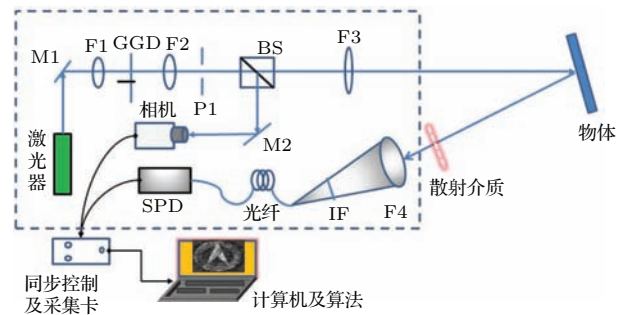 M1
F1
GGD
F2
BS
F3
P1
相机
M2
激
光
器
物体
散射介质
SPD
光纤
IF
F4
同步控制
及采集卡
计算机及算法